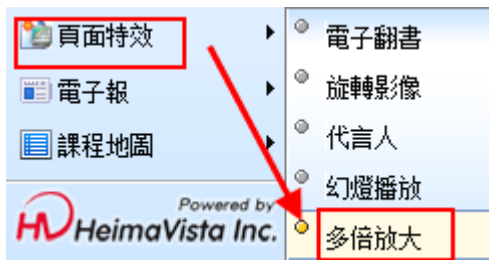 頁面特效
電子報
課程地圖
Powered by
HeimaVista Inc.
電子翻書
旋轉影像
代言人
幻燈播放
多倍放大